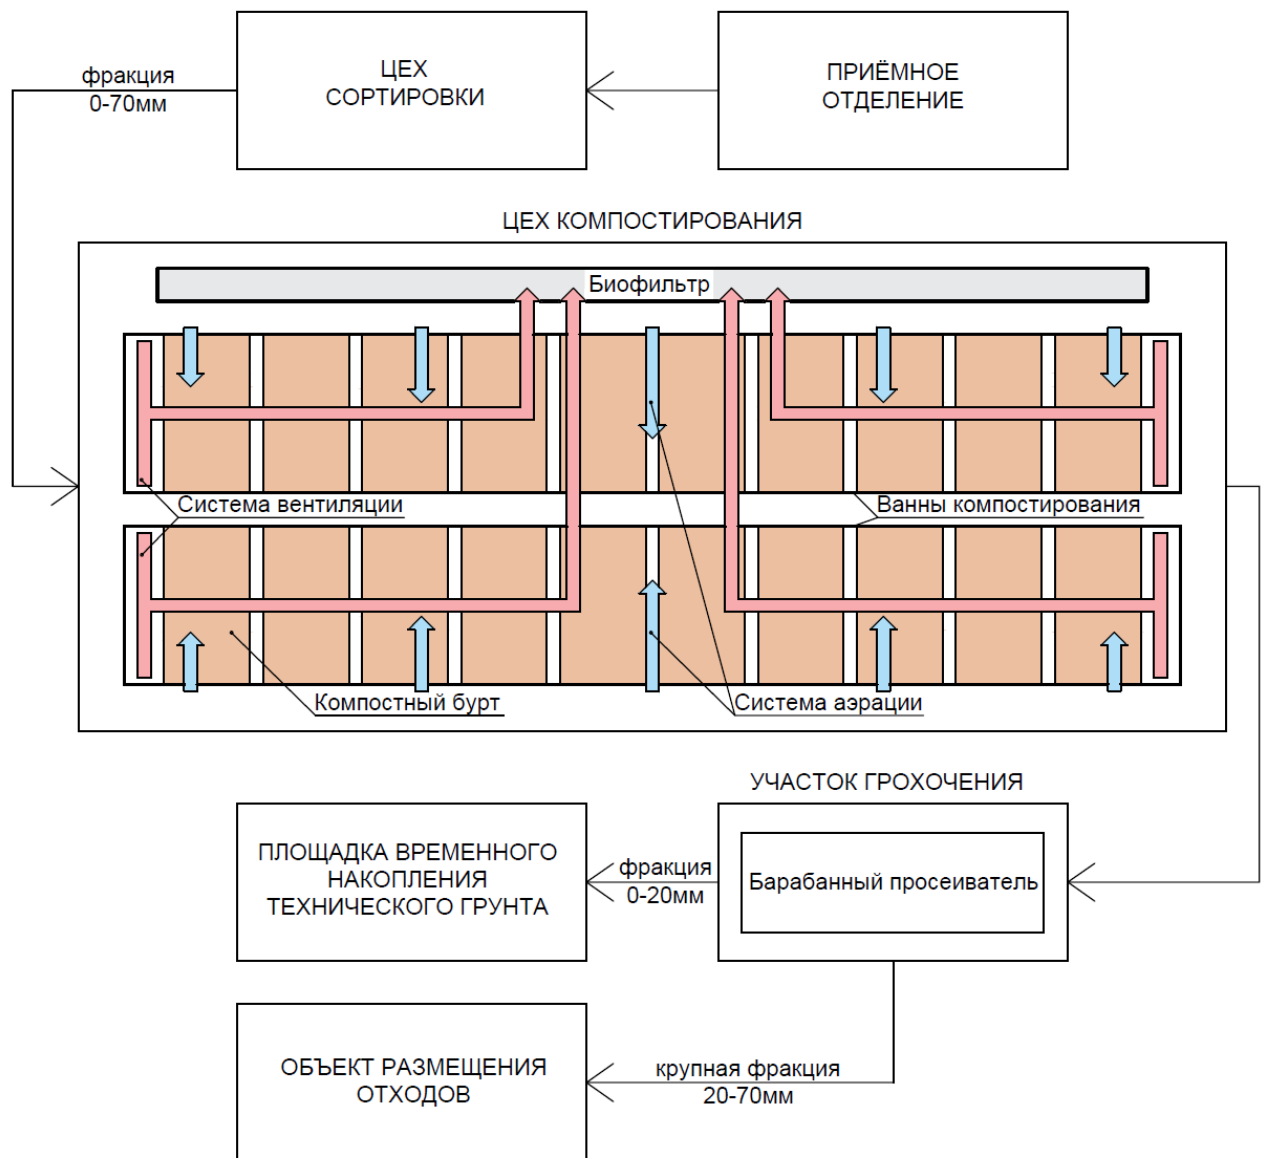 ЦЕХ
СОРТИРОВКИ
ПРИЁМНОЕ
ОТДЕЛЕНИЕ
фракция
0-70мм
ЦЕХ КОМПОСТИРОВАНИЯ
Биофильтр
Система вентиляции
Ванны компостирования
Компостный бурт
Система аэрации
УЧАСТОК ГРОХОЧЕНИЯ
Барабанный просеиватель
фракция
0-20мм
ПЛОЩАДКА ВРЕМЕННОГО
НАКОПЛЕНИЯ
ТЕХНИЧЕСКОГО ГРУНТА
ОБЪЕКТ РАЗМЕЩЕНИЯ
ОТХОДОВ
крупная фракция
20-70мм